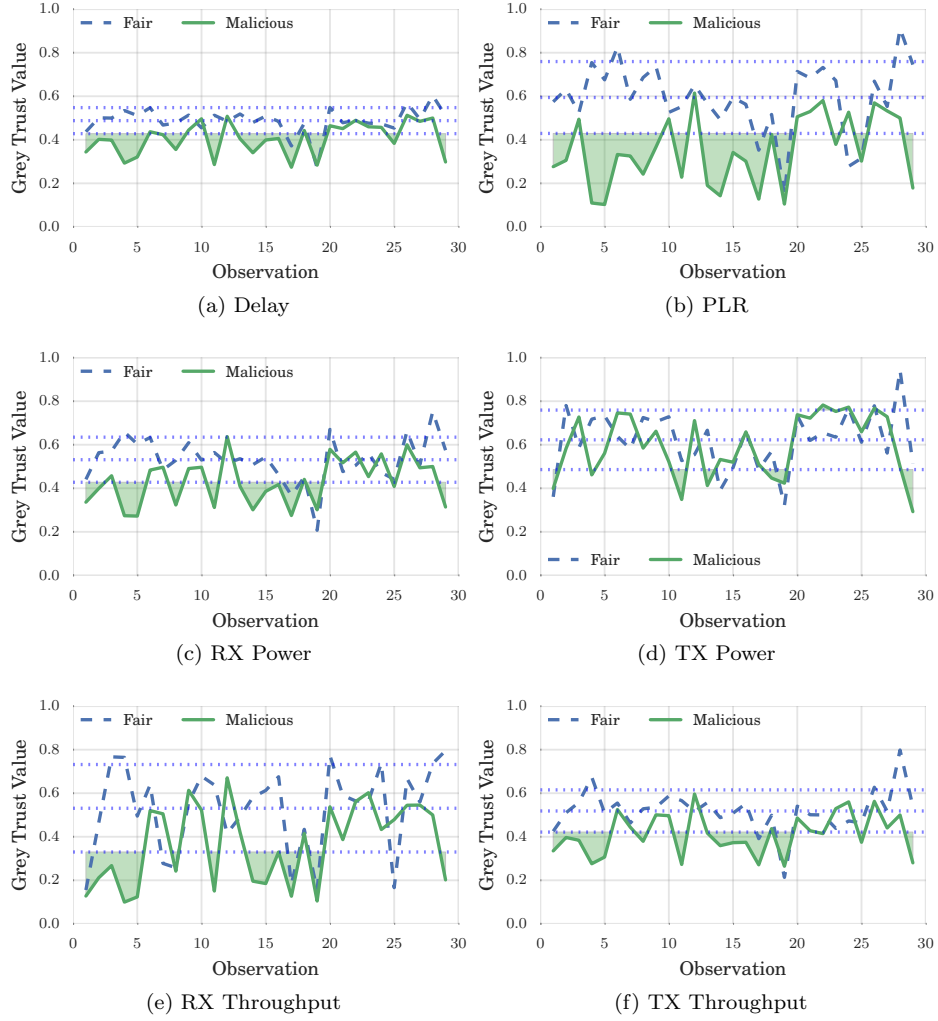 1.0
Fair Malicious
0.8
0.6
0.4
0.2
0.0
0 5 10 15 20 25 30
Grey Trust Value
Observation
(a) Delay
1.0
Fair Malicious
0.8
0.6
0.4
0.2
0.0
0 5 10 15 20 25 30
Grey Trust Value
Observation
(b) PLR
1.0
Fair Malicious
0.8
0.6
0.4
0.2
0.0
0 5 10 15 20 25 30
Grey Trust Value
Observation
(c) RX Power
1.0
0.8
0.6
0.4
0.2
Fair Malicious
0.0
0 5 10 15 20 25 30
Grey Trust Value
Observation
(d) TX Power
1.0
Fair Malicious
0.8
0.6
0.4
0.2
0.0
0 5 10 15 20 25 30
Grey Trust Value
Observation
(e) RX Throughput
1.0
Fair Malicious
0.8
0.6
0.4
0.2
0.0
0 5 10 15 20 25 30
Grey Trust Value
Observation
(f) TX Throughput